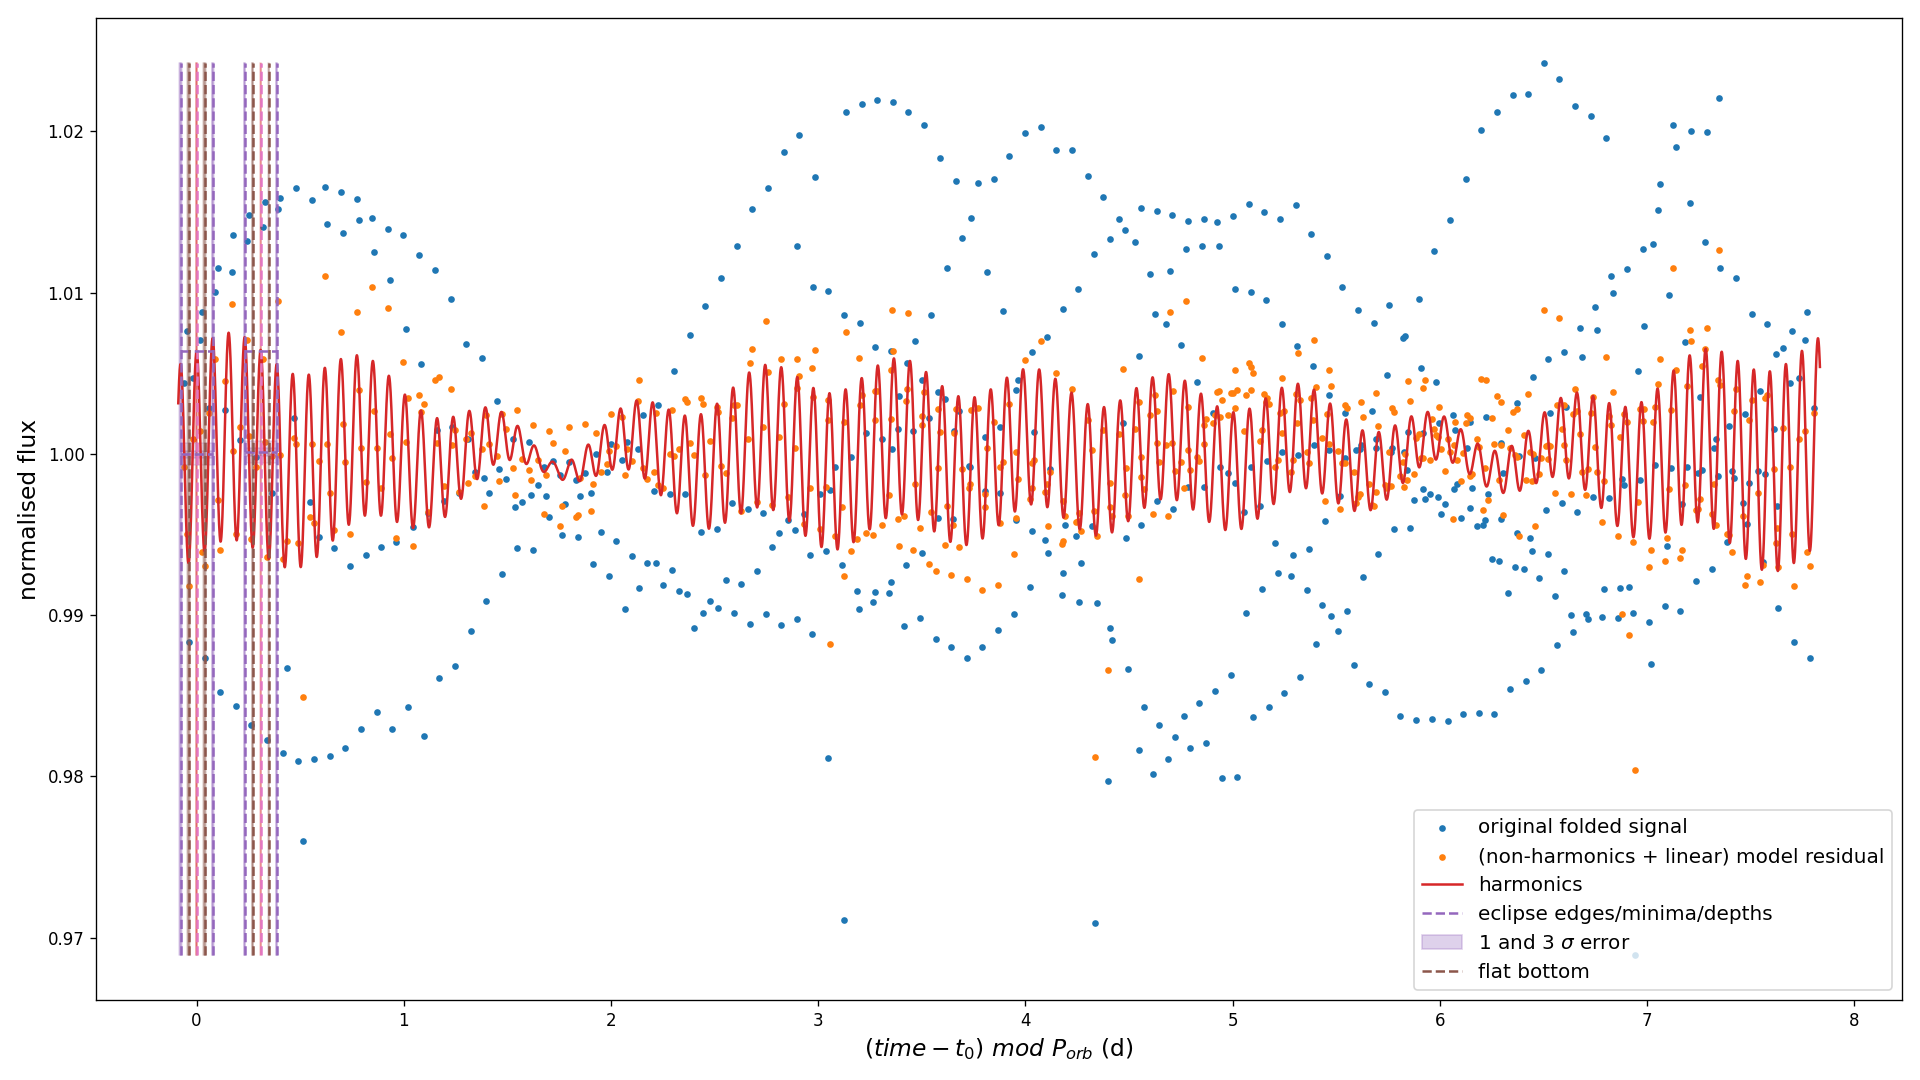 normalised flux
1.02
1.01
1.00
0.99
0.98
0.97
0
1
2
3
4
5
6
7
8
(time − t₀) mod P_orb (d)
original folded signal
(non-harmonics + linear) model residual
harmonics
eclipse edges/minima/depths
1 and 3 σ error
flat bottom